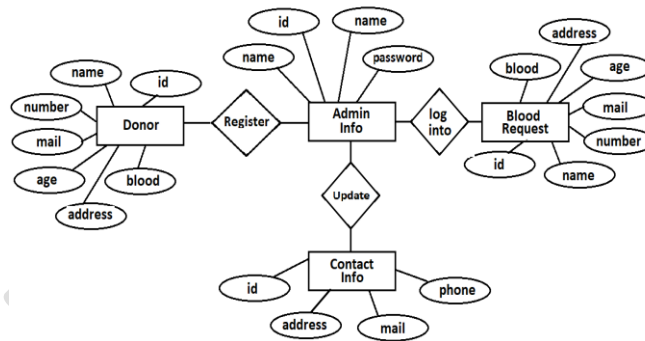 id
name
address
name
password
blood
age
name
id
number
mail
Donor
Register
Admin
Info
log
into
Blood
Request
mail
number
age
blood
id
name
address
Update
Contact
Info
id
phone
address
mail